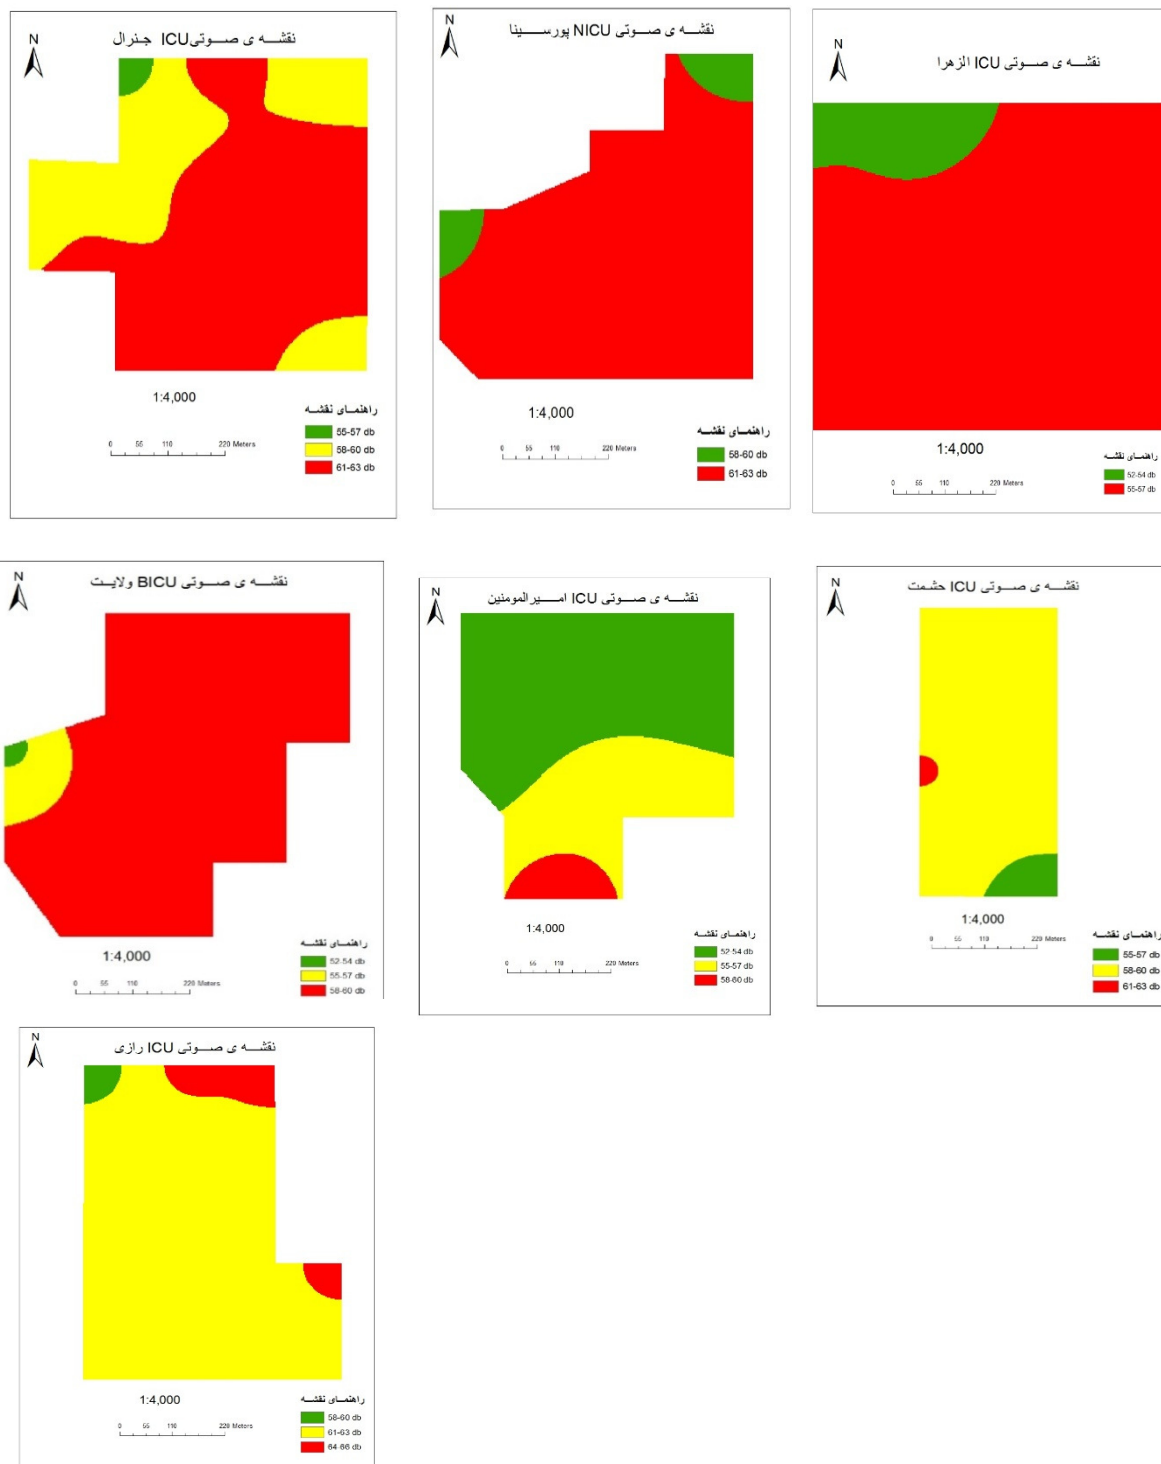 N
نقشه ی صوتی ICU جنرال
1:4,000
0 55 110 220 Meters
راهنمای نقشه
55-57 db
58-60 db
61-63 db
N
نقشه ی صوتی NICU پورسینا
1:4,000
0 55 110 220 Meters
راهنمای نقشه
58-60 db
61-63 db
N
نقشه ی صوتی ICU الزهرا
1:4,000
0 55 110 220 Meters
راهنمای نقشه
52-54 db
55-57 db
N
نقشه ی صوتی BICU ولایت
1:4,000
0 55 110 220 Meters
راهنمای نقشه
52-54 db
55-57 db
58-60 db
N
نقشه ی صوتی ICU امیرالمومنین
1:4,000
0 55 110 220 Meters
راهنمای نقشه
52-54 db
55-57 db
58-60 db
N
نقشه ی صوتی ICU حشمت
1:4,000
0 55 110 220 Meters
راهنمای نقشه
55-57 db
58-60 db
61-63 db
N
نقشه ی صوتی ICU رازی
1:4,000
0 55 110 220 Meters
راهنمای نقشه
58-60 db
61-63 db
64-66 db